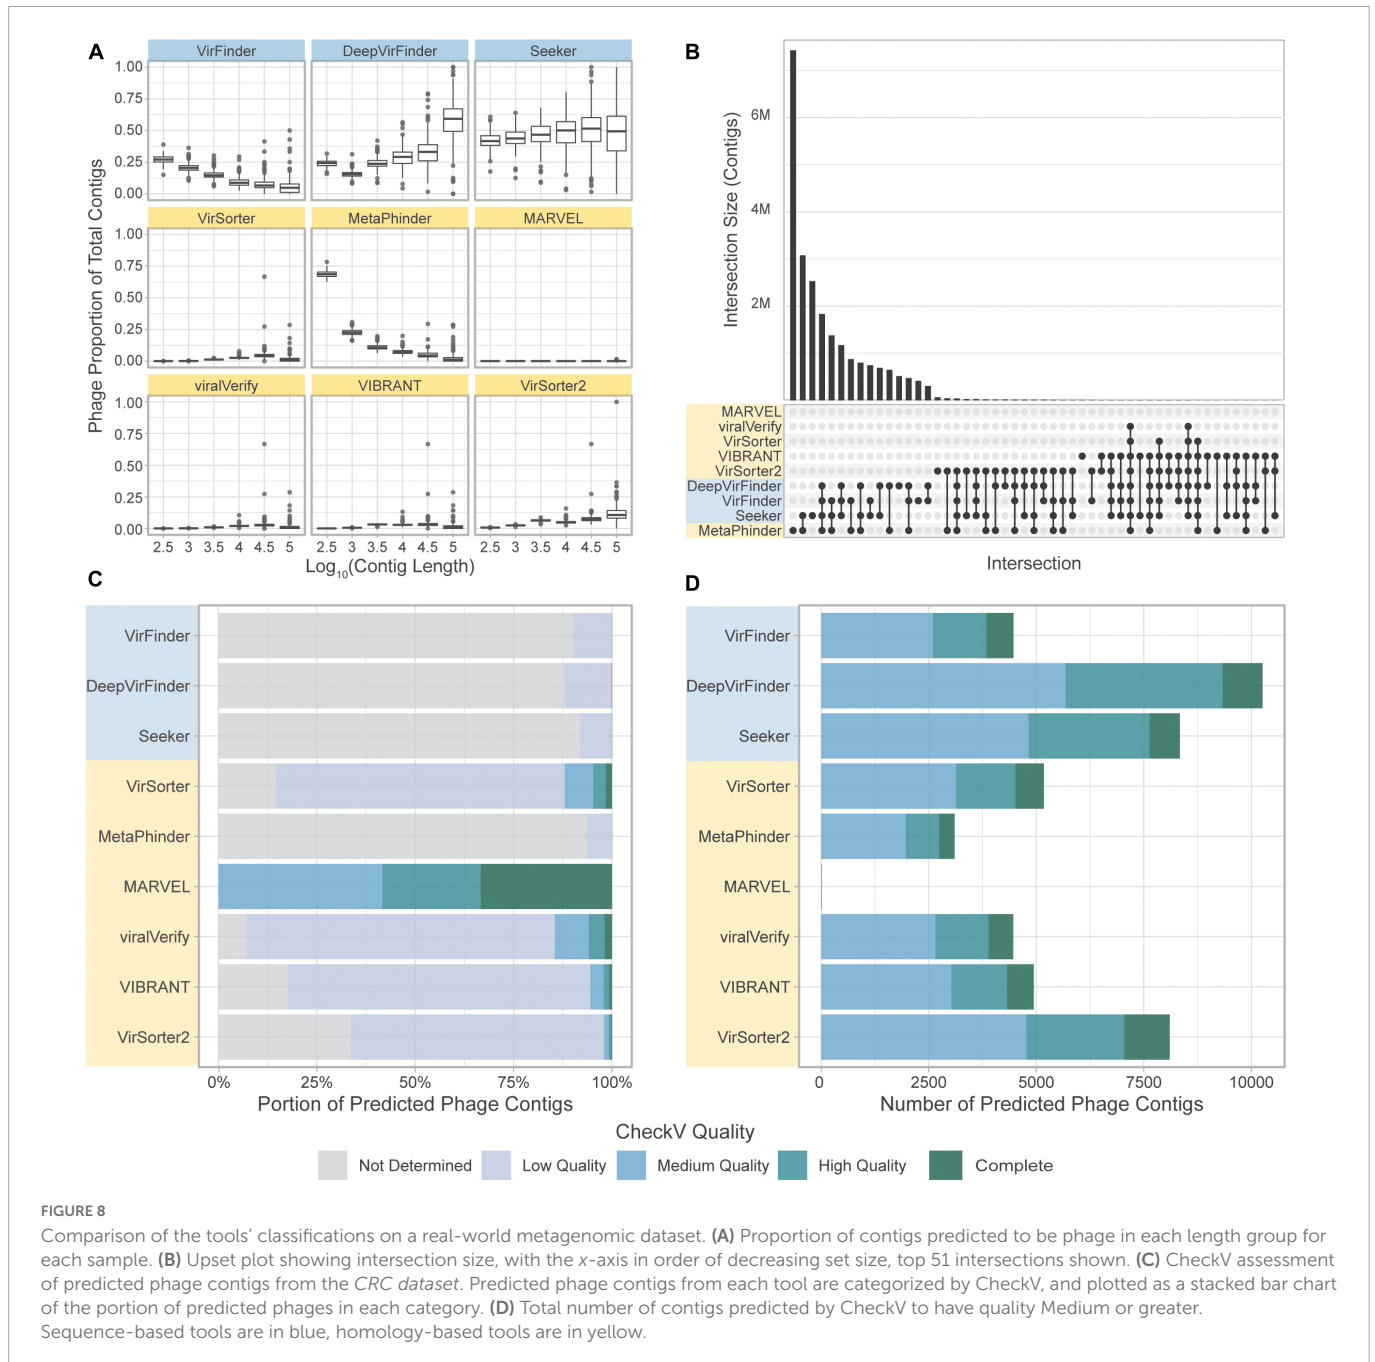 A
VirFinder
DeepVirFinder
Seeker
1.00
0.75
0.50
0.25
0.00
VirSorter
MetaPhinder
MARVEL
1.00
0.75
0.50
0.25
0.00
viralVerify
VIBRANT
VirSorter2
1.00
0.75
0.50
0.25
0.00
2.5 3 3.5 4 4.5 5
2.5 3 3.5 4 4.5 5
2.5 3 3.5 4 4.5 5
Phage Proportion of Total Contigs
Log10(Contig Length)
B
Intersection Size (Contigs)
6M
4M
2M
MARVEL
viralVerify
VirSorter
VIBRANT
VirSorter2
DeepVirFinder
VirFinder
Seeker
MetaPhinder
Intersection
C
VirFinder
DeepVirFinder
Seeker
VirSorter
MetaPhinder
MARVEL
viralVerify
VIBRANT
VirSorter2
0% 25% 50% 75% 100%
Portion of Predicted Phage Contigs
D
VirFinder
DeepVirFinder
Seeker
VirSorter
MetaPhinder
MARVEL
viralVerify
VIBRANT
VirSorter2
0 2500 5000 7500 10000
Number of Predicted Phage Contigs
CheckV Quality
Not Determined Low Quality Medium Quality High Quality Complete
FIGURE 8
Comparison of the tools’ classifications on a real-world metagenomic dataset. (A) Proportion of contigs predicted to be phage in each length group for
each sample. (B) Upset plot showing intersection size, with the x-axis in order of decreasing set size, top 51 intersections shown. (C) CheckV assessment
of predicted phage contigs from the CRC dataset. Predicted phage contigs from each tool are categorized by CheckV, and plotted as a stacked bar chart
of the portion of predicted phages in each category. (D) Total number of contigs predicted by CheckV to have quality Medium or greater.
Sequence-based tools are in blue, homology-based tools are in yellow.